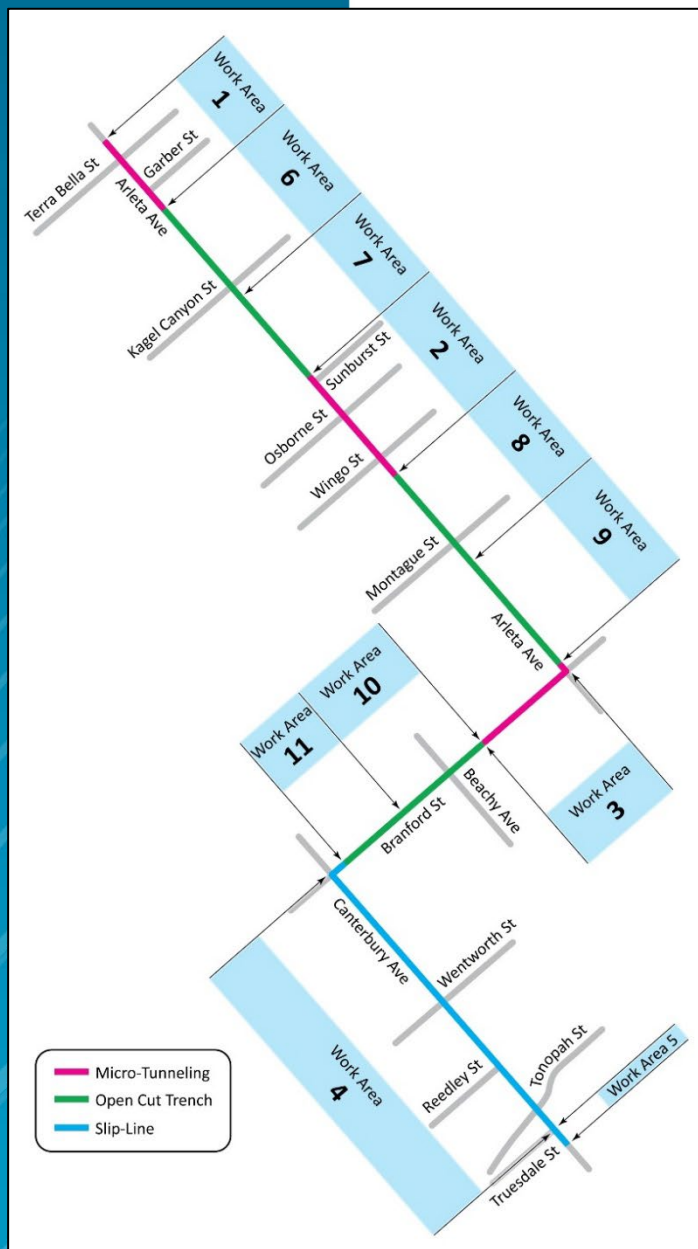 Work Area
1
Terra Bella St
Garber St
Arleta Ave
Work Area
6
Kagel Canyon St
Work Area
7
Sunburst St
Work Area
2
Osborne St
Wingo St
Work Area
8
Montague St
Work Area
9
Arleta Ave
Work Area
10
Work Area
11
Beachy Ave
Branford St
Work Area
3
Canterbury Ave
Wentworth St
Work Area
4
Reedley St
Tonopah St
Work Area 5
Truesdale St
Micro-Tunneling
Open Cut Trench
Slip-Line